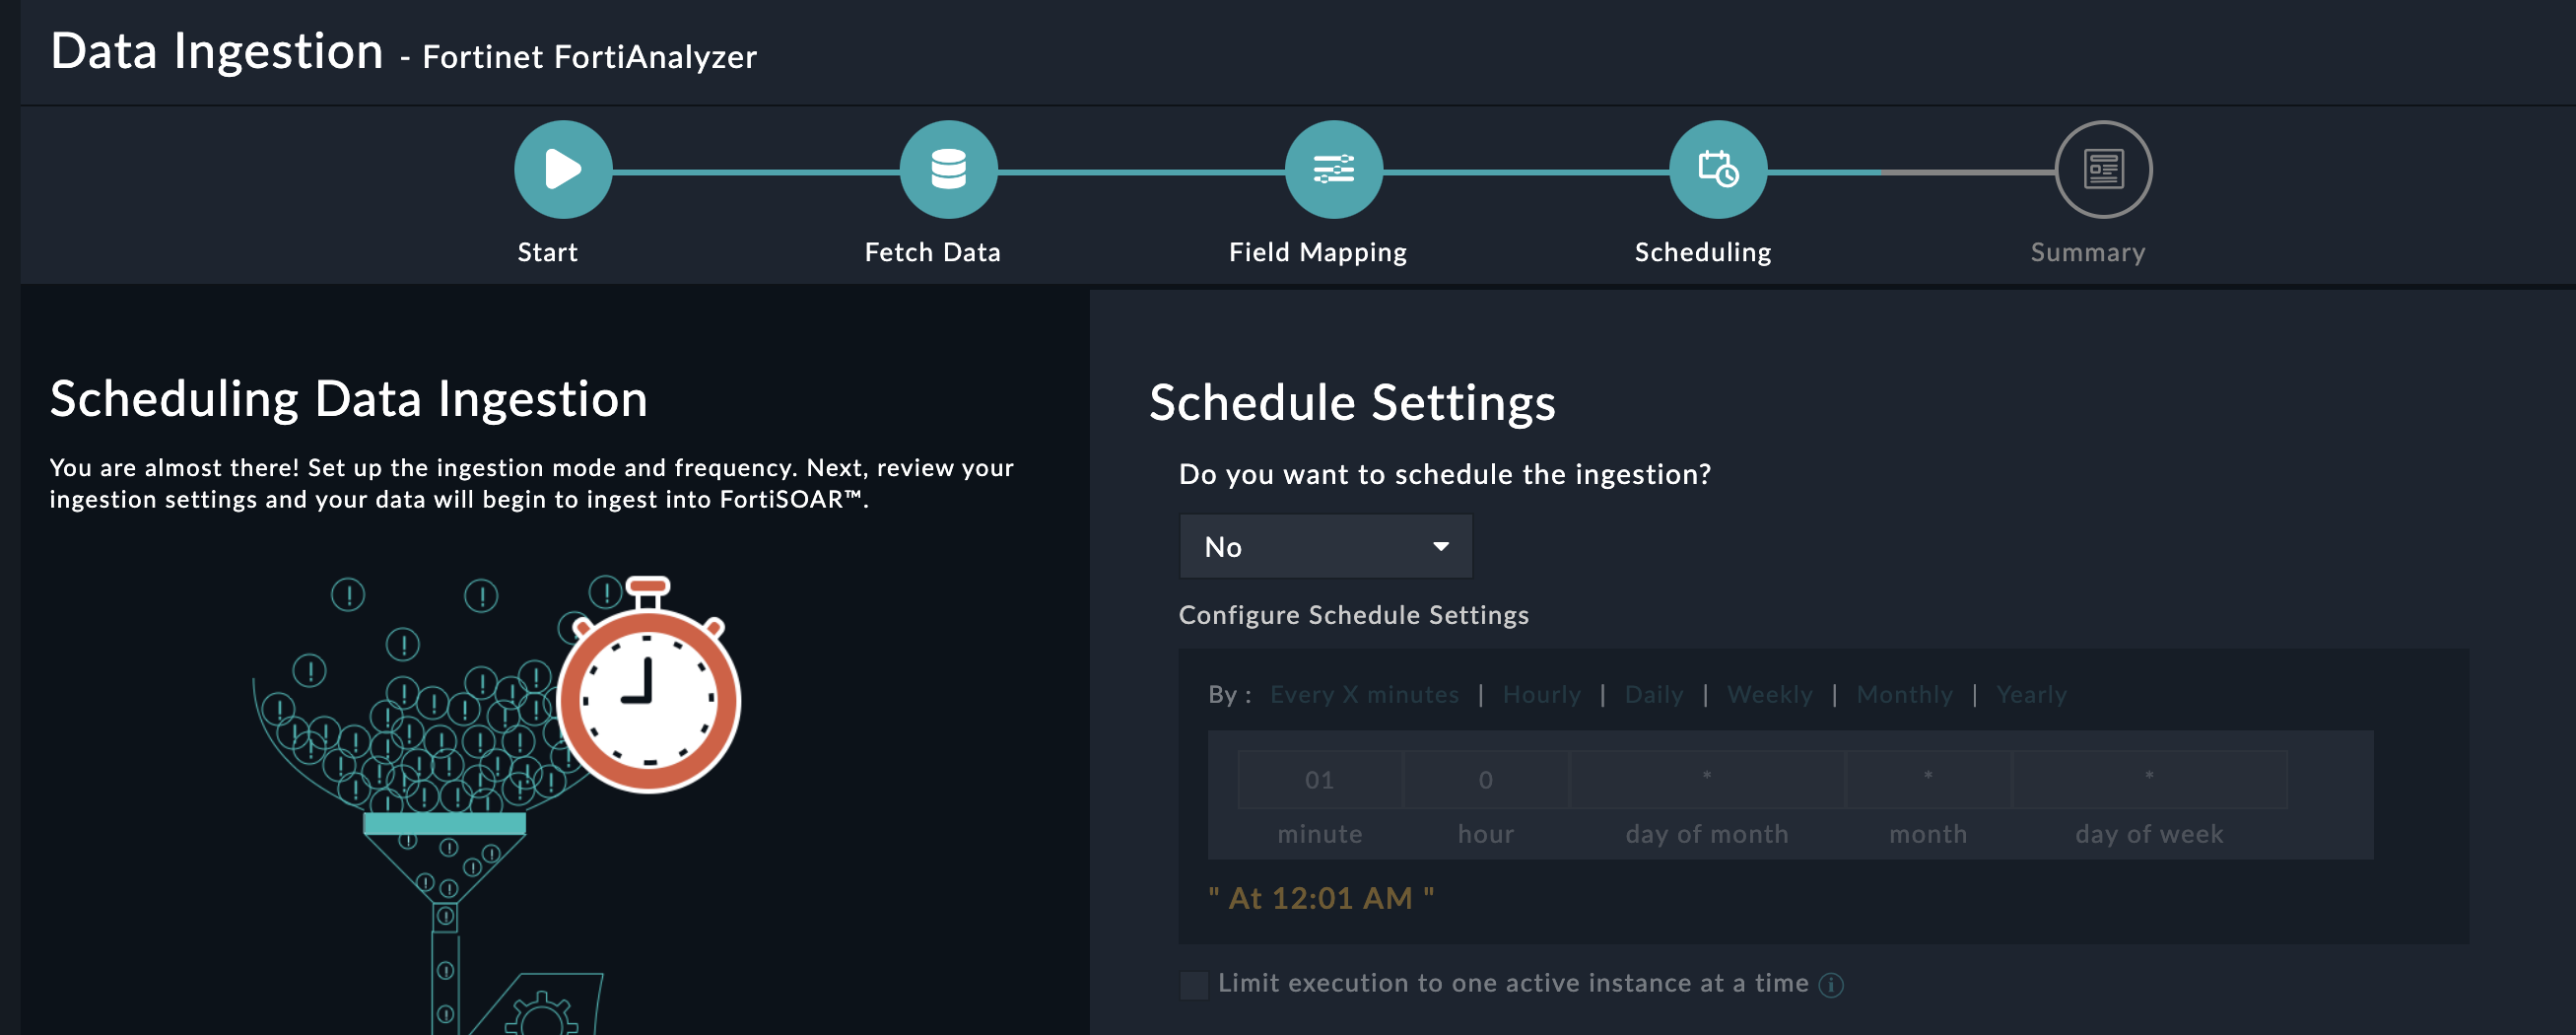 Data Ingestion - Fortinet FortiAnalyzer
Start
Fetch Data
Field Mapping
Scheduling
Summary
Scheduling Data Ingestion
You are almost there! Set up the ingestion mode and frequency. Next, review your
ingestion settings and your data will begin to ingest into FortiSOAR™.
Schedule Settings
Do you want to schedule the ingestion?
No
Configure Schedule Settings
By : Every X minutes | Hourly | Daily | Weekly | Monthly | Yearly
01 0 * * *
minute hour day of month month day of week
" At 12:01 AM "
Limit execution to one active instance at a time